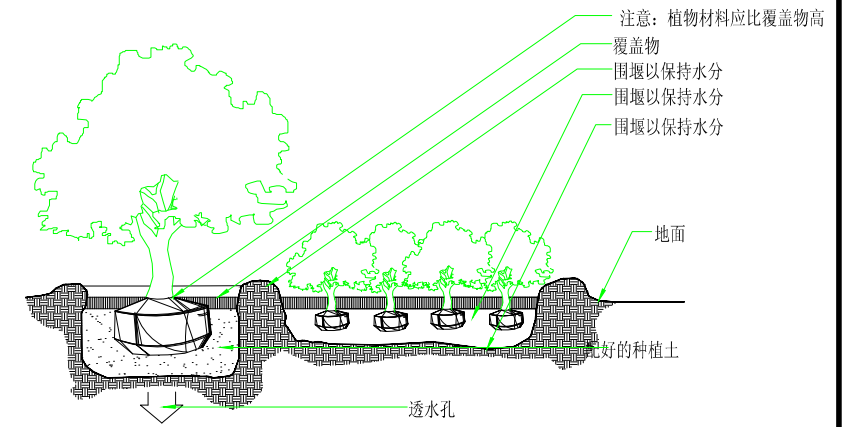 注意：植物材料应比覆盖物高
覆盖物
围堰以保持水分
围堰以保持水分
围堰以保持水分
地面
配好的种植土
透水孔